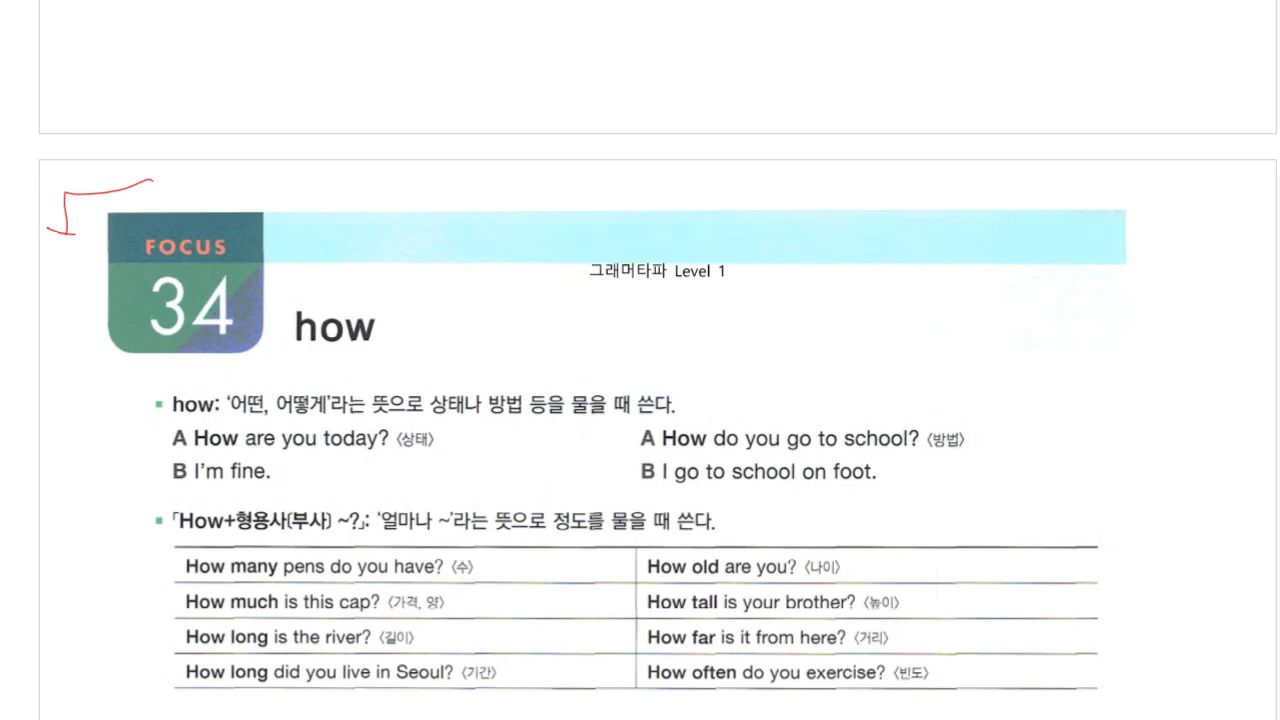 FOCUS
34
그래머타파 Level 1
how
how: ‘어떤, 어떻게’라는 뜻으로 상태나 방법 등을 물을 때 쓴다.
A How are you today? 〈상태〉
B I'm fine.
A How do you go to school? 〈방법〉
B I go to school on foot.
「How+형용사(부사) ~?」: ‘얼마나 ~’라는 뜻으로 정도를 물을 때 쓴다.
How many pens do you have? 〈수〉
How old are you? 〈나이〉
How much is this cap? 〈가격, 양〉
How tall is your brother? 〈높이〉
How long is the river? 〈길이〉
How far is it from here? 〈거리〉
How long did you live in Seoul? 〈기간〉
How often do you exercise? 〈빈도〉